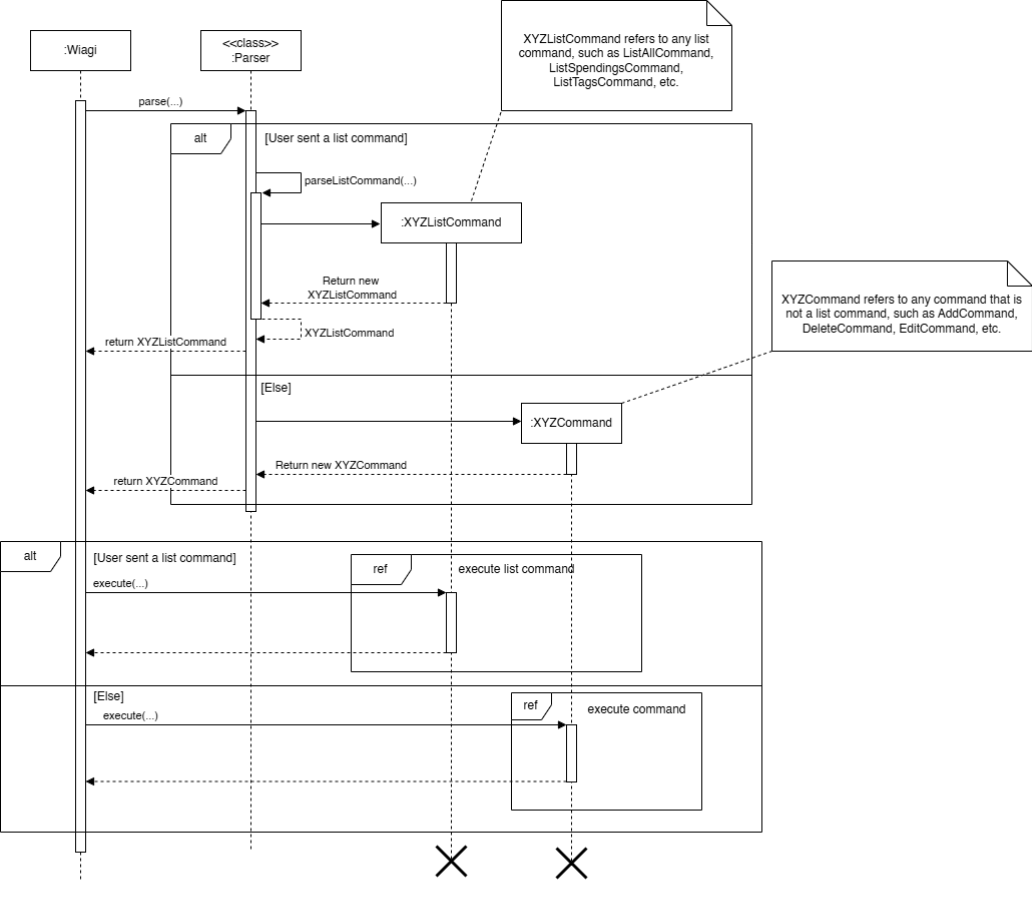 XYZListCommand refers to any list
command, such as ListAllCommand,
ListSpendingsCommand,
ListTagsCommand, etc.
:Wiagi
<<class>>
:Parser
parse(...)
alt
[User sent a list command]
parseListCommand(...)
:XYZListCommand
Return new
XYZListCommand
XYZListCommand
return XYZListCommand
XYZCommand refers to any command that is
not a list command, such as AddCommand,
DeleteCommand, EditCommand, etc.
[Else]
:XYZCommand
Return new XYZCommand
return XYZCommand
alt
[User sent a list command]
ref
execute list command
execute(...)
[Else]
ref
execute command
execute(...)